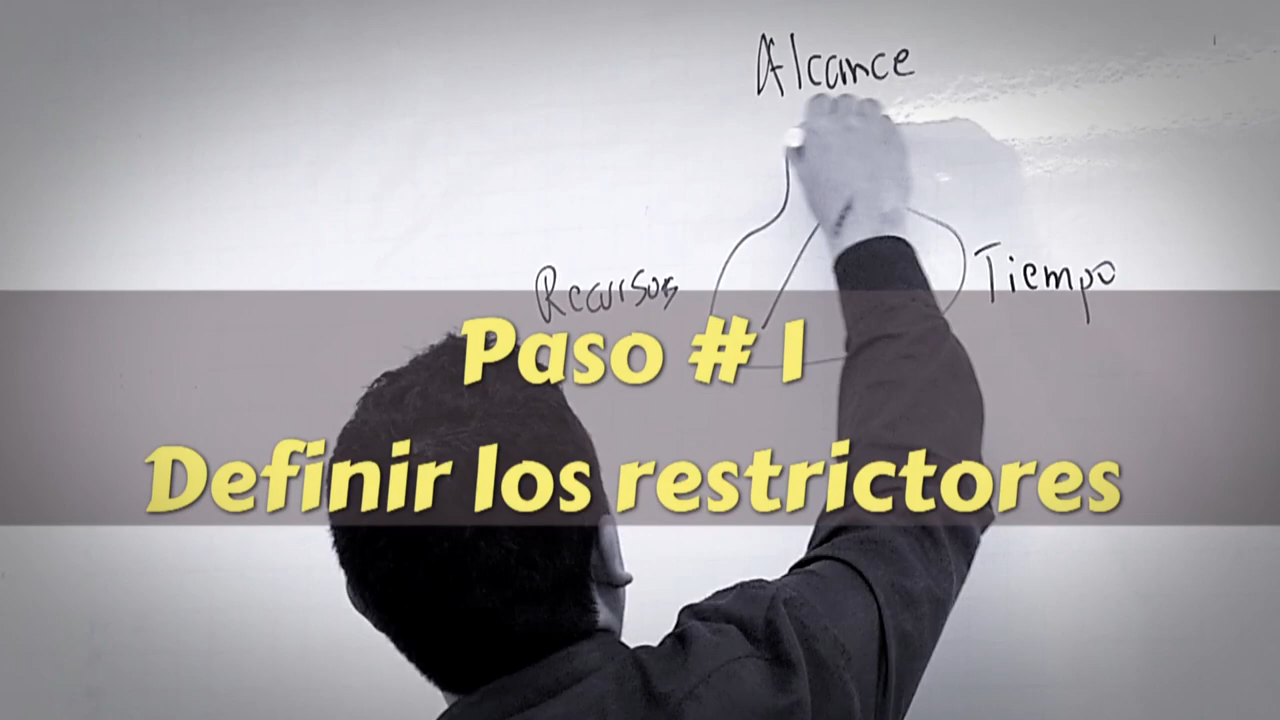 Alcance
Recursos
Tiempo
Paso # 1
Definir los restrictores